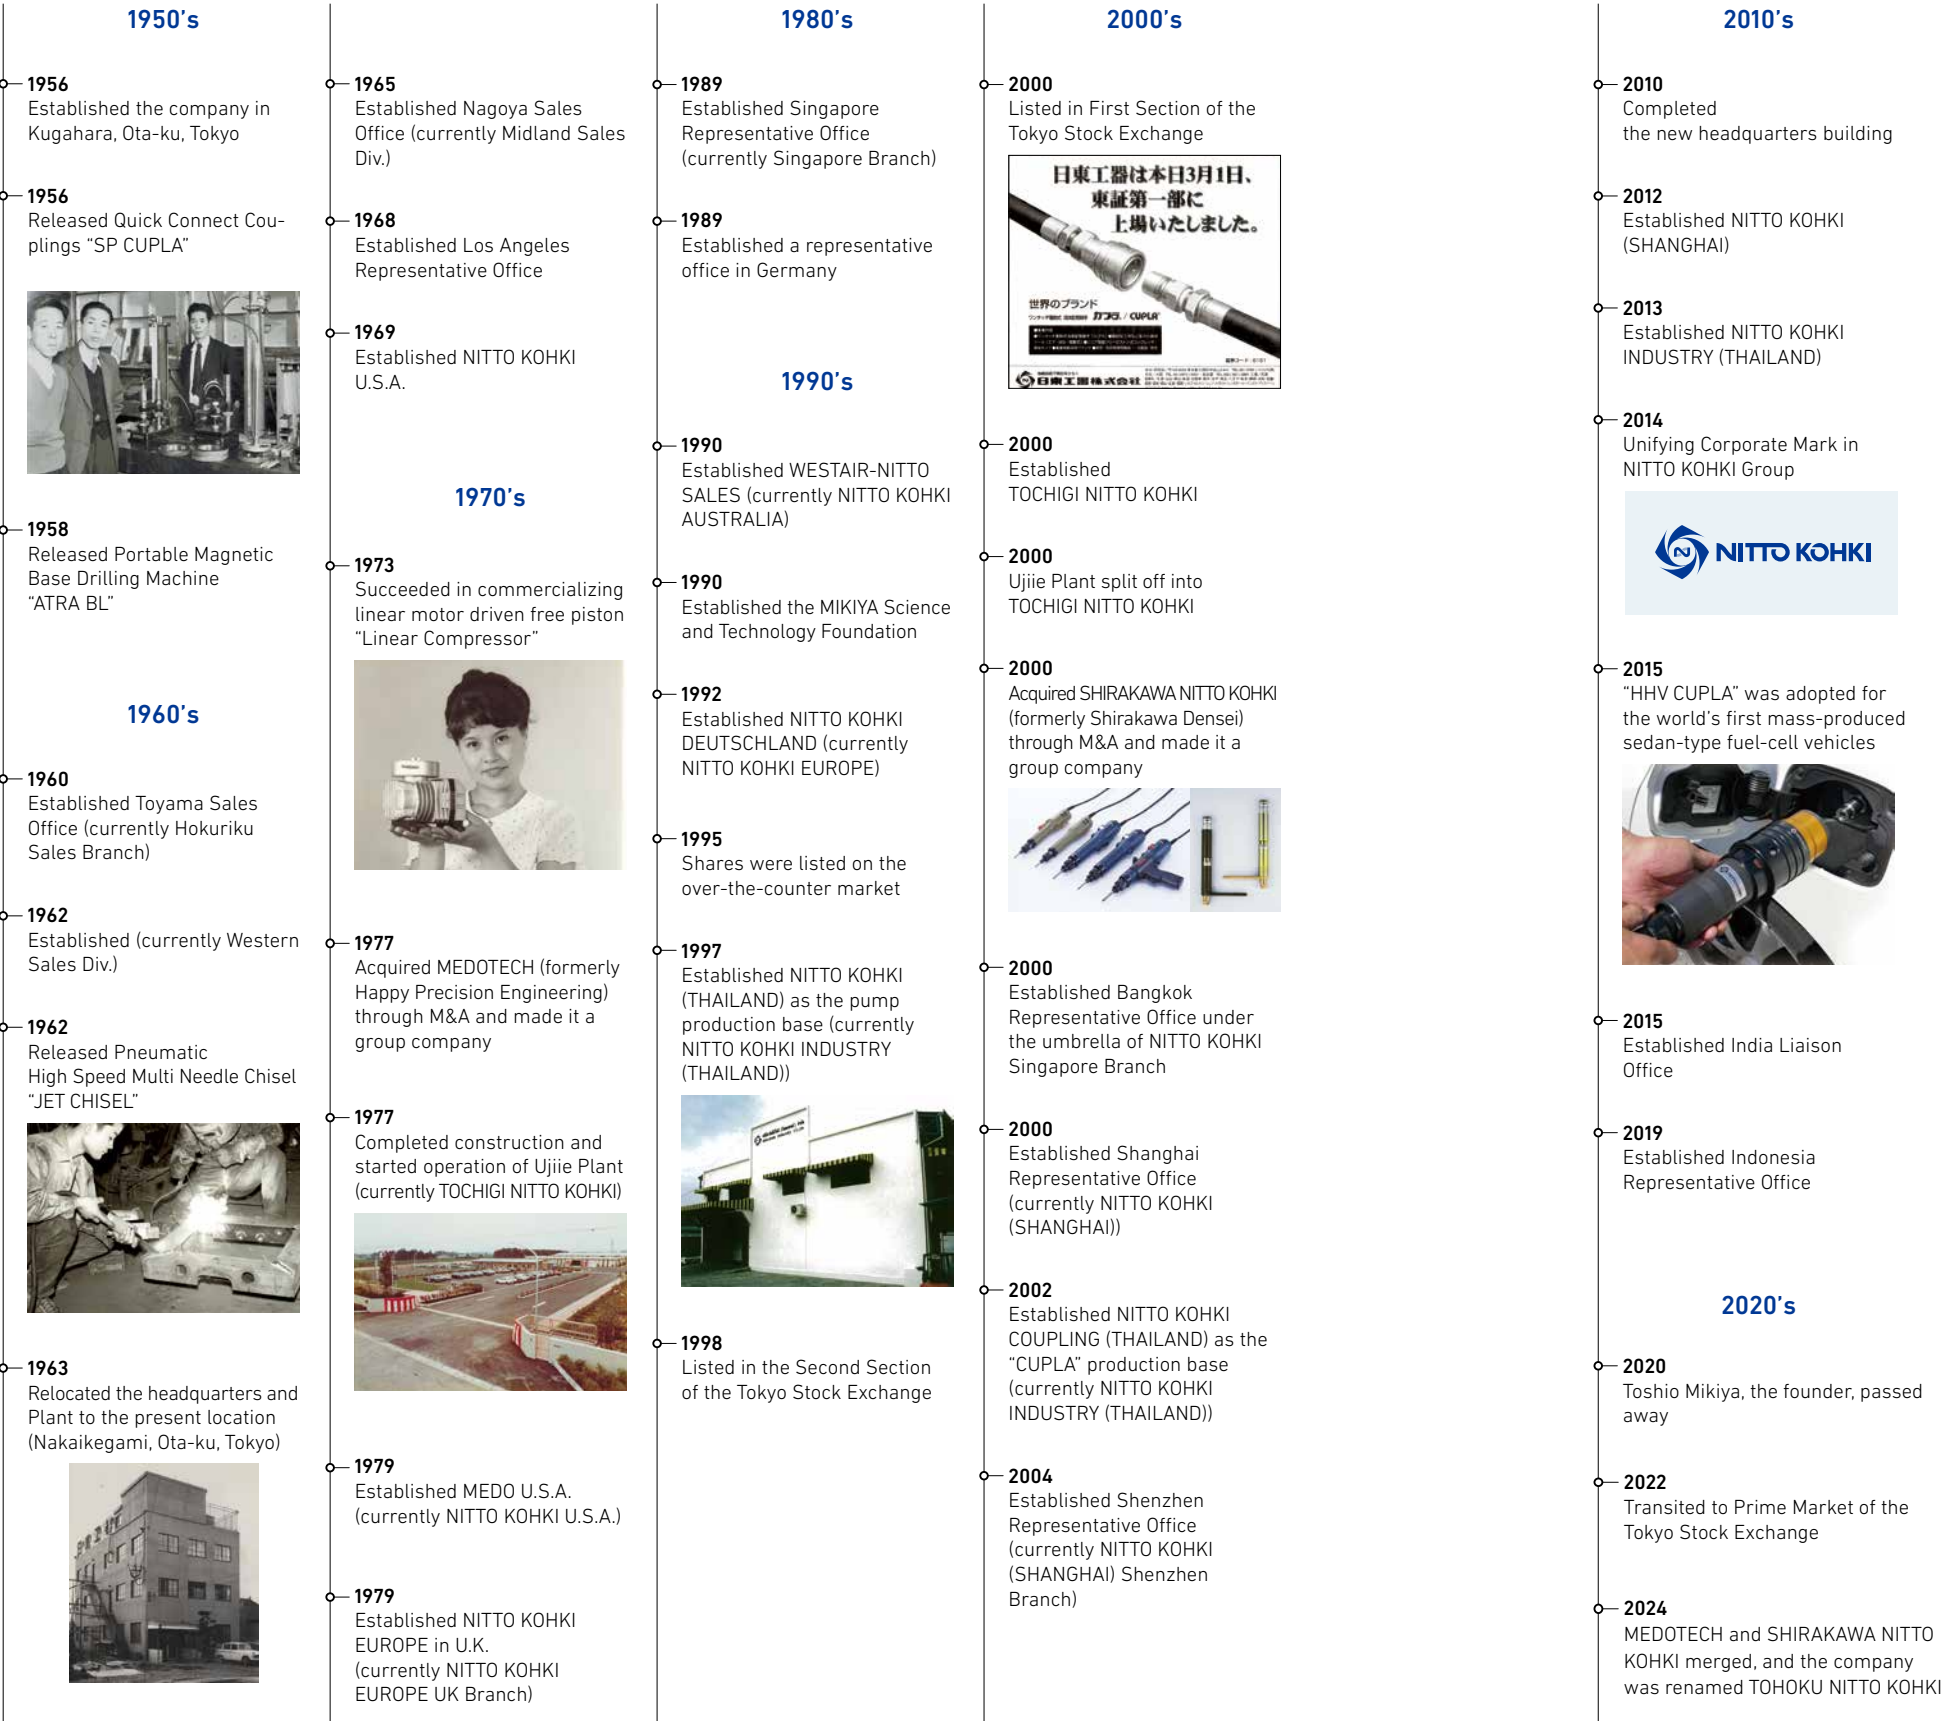 1950's
1956
Established the company in
Kugahara, Ota-ku, Tokyo
1956
Released Quick Connect Cou-
plings “SP CUPLA”
1958
Released Portable Magnetic
Base Drilling Machine
“ATRA BL”
1960's
1960
Established Toyama Sales
Office (currently Hokuriku
Sales Branch)
1962
Established (currently Western
Sales Div.)
1962
Released Pneumatic
High Speed Multi Needle Chisel
“JET CHISEL”
1963
Relocated the headquarters and
Plant to the present location
(Nakaikegami, Ota-ku, Tokyo)
1965
Established Nagoya Sales
Office (currently Midland Sales
Div.)
1968
Established Los Angeles
Representative Office
1969
Established NITTO KOHKI
U.S.A.
1970's
1973
Succeeded in commercializing
linear motor driven free piston
“Linear Compressor”
1977
Acquired MEDOTECH (formerly
Happy Precision Engineering)
through M&A and made it a
group company
1977
Completed construction and
started operation of Ujiie Plant
(currently TOCHIGI NITTO KOHKI)
1979
Established MEDO U.S.A.
(currently NITTO KOHKI U.S.A.)
1979
Established NITTO KOHKI
EUROPE in U.K.
(currently NITTO KOHKI
EUROPE UK Branch)
1980's
1989
Established Singapore
Representative Office
(currently Singapore Branch)
1989
Established a representative
office in Germany
1990's
1990
Established WESTAIR-NITTO
SALES (currently NITTO KOHKI
AUSTRALIA)
1990
Established the MIKIYA Science
and Technology Foundation
1992
Established NITTO KOHKI
DEUTSCHLAND (currently
NITTO KOHKI EUROPE)
1995
Shares were listed on the
over-the-counter market
1997
Established NITTO KOHKI
(THAILAND) as the pump
production base (currently
NITTO KOHKI INDUSTRY
(THAILAND))
1998
Listed in the Second Section
of the Tokyo Stock Exchange
2000's
2000
Listed in First Section of the
Tokyo Stock Exchange
日東工器は本日3月1日、
東証第一部に
上場いたしました。
世界のブランド
カプラ / CUPLA
日東工器株式会社
2000
Established
TOCHIGI NITTO KOHKI
2000
Ujiie Plant split off into
TOCHIGI NITTO KOHKI
2000
Acquired SHIRAKAWA NITTO KOHKI
(formerly Shirakawa Densei)
through M&A and made it a
group company
2000
Established Bangkok
Representative Office under
the umbrella of NITTO KOHKI
Singapore Branch
2000
Established Shanghai
Representative Office
(currently NITTO KOHKI
(SHANGHAI))
2002
Established NITTO KOHKI
COUPLING (THAILAND) as the
“CUPLA” production base
(currently NITTO KOHKI
INDUSTRY (THAILAND))
2004
Established Shenzhen
Representative Office
(currently NITTO KOHKI
(SHANGHAI) Shenzhen
Branch)
2010's
2010
Completed
the new headquarters building
2012
Established NITTO KOHKI
(SHANGHAI)
2013
Established NITTO KOHKI
INDUSTRY (THAILAND)
2014
Unifying Corporate Mark in
NITTO KOHKI Group
NITTO KOHKI
2015
“HHV CUPLA” was adopted for
the world's first mass-produced
sedan-type fuel-cell vehicles
2015
Established India Liaison
Office
2019
Established Indonesia
Representative Office
2020's
2020
Toshio Mikiya, the founder, passed
away
2022
Transited to Prime Market of the
Tokyo Stock Exchange
2024
MEDOTECH and SHIRAKAWA NITTO
KOHKI merged, and the company
was renamed TOHOKU NITTO KOHKI